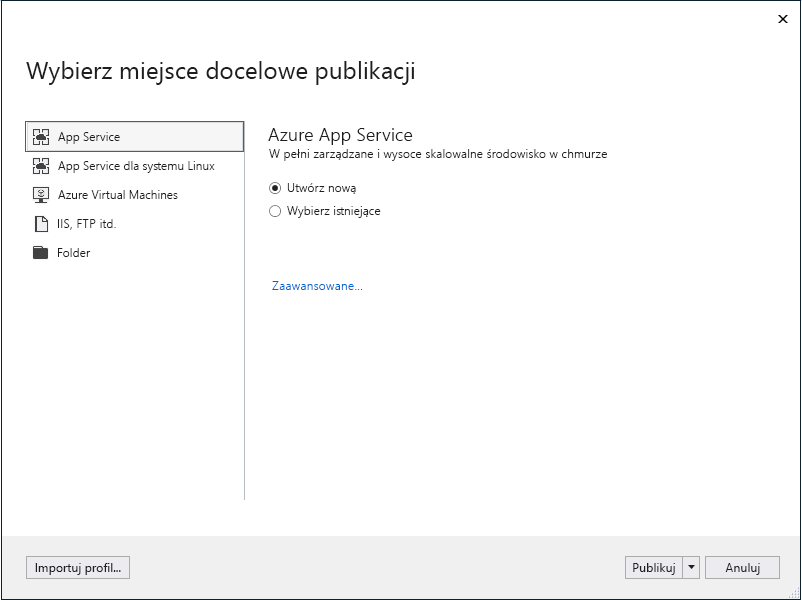 Wybierz miejsce docelowe publikacji
App Service
App Service dla systemu Linux
Azure Virtual Machines
IIS, FTP itd.
Folder
Azure App Service
W pełni zarządzane i wysoce skalowalne środowisko w chmurze
Utwórz nową
Wybierz istniejące
Zaawansowane...
Importuj profil...
Publikuj
Anuluj